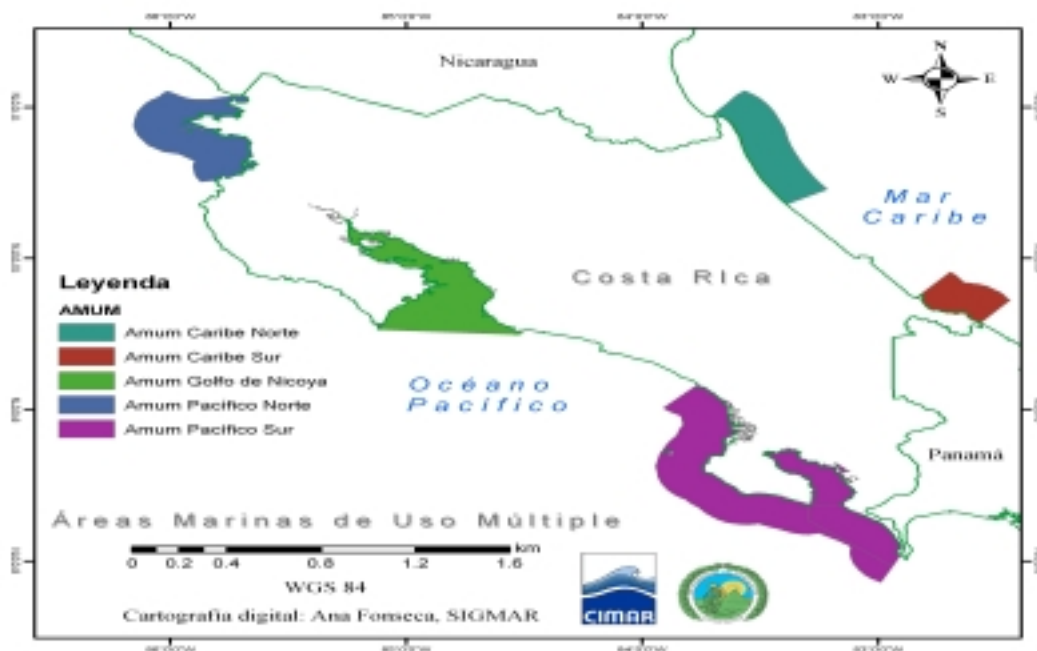 Nicaragua
N
W
E
S
Mar
Caribe
Costa RIca
Leyenda
AMUM
Amum Caribe Norte
Amum Caribe Sur
Amum Golfo de Nicoya
Amum Pacífico Norte
Amum Pacífico Sur
Océano
Pacífico
Panamá
Áreas Marinas de Uso Múltiple
km
0 0.2 0.4 0.8 1.2 1.6
WGS 84
Cartografía digital: Ana Fonseca, SIGMAR
CIMAR